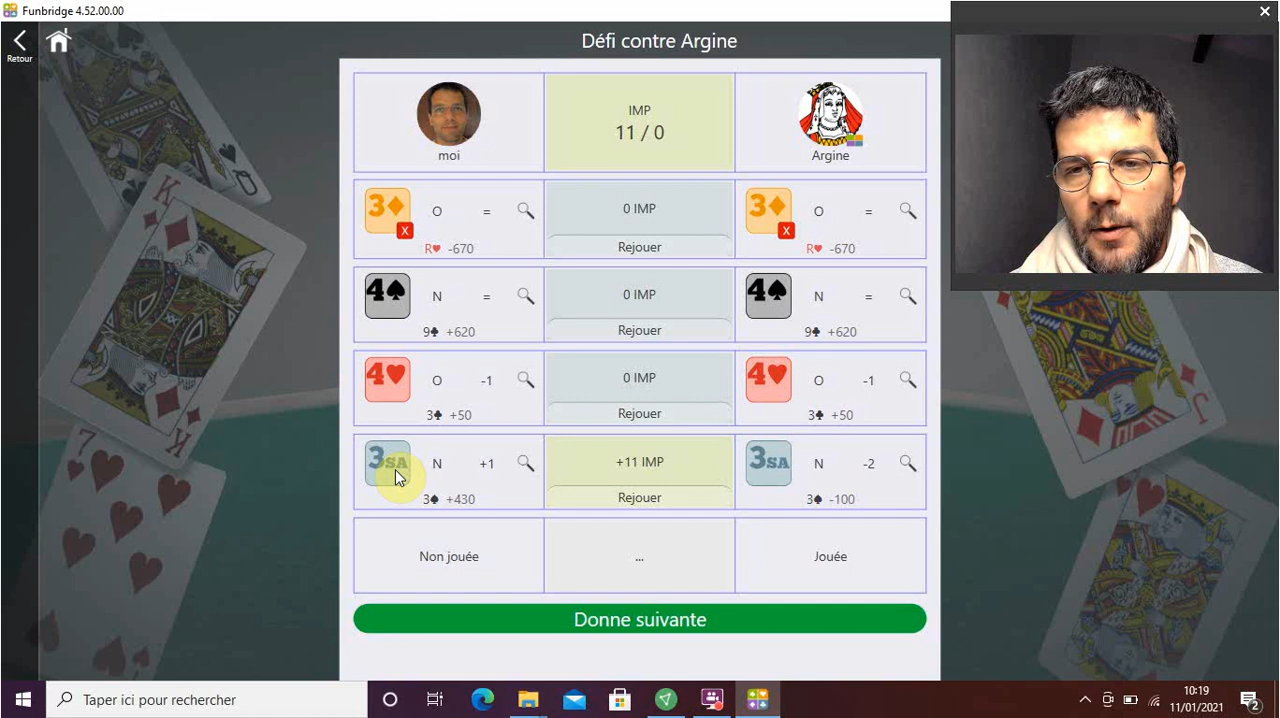 Funbridge 4.52.00.00
Retour
Défi contre Argine
moi
IMP
11 / 0
Argine
3♦ X O =
R♥ -670
0 IMP
Rejouer
3♦ X O =
R♥ -670
4♠ N =
9♣ +620
0 IMP
Rejouer
4♠ N =
9♣ +620
4♥ O -1
3♣ +50
0 IMP
Rejouer
4♥ O -1
3♣ +50
3SA N +1
3♠ +430
+11 IMP
Rejouer
3SA N -2
3♠ -100
Non jouée
...
Jouée
Donne suivante
Taper ici pour rechercher
10:19
11/01/2021
2
K
K
7
J